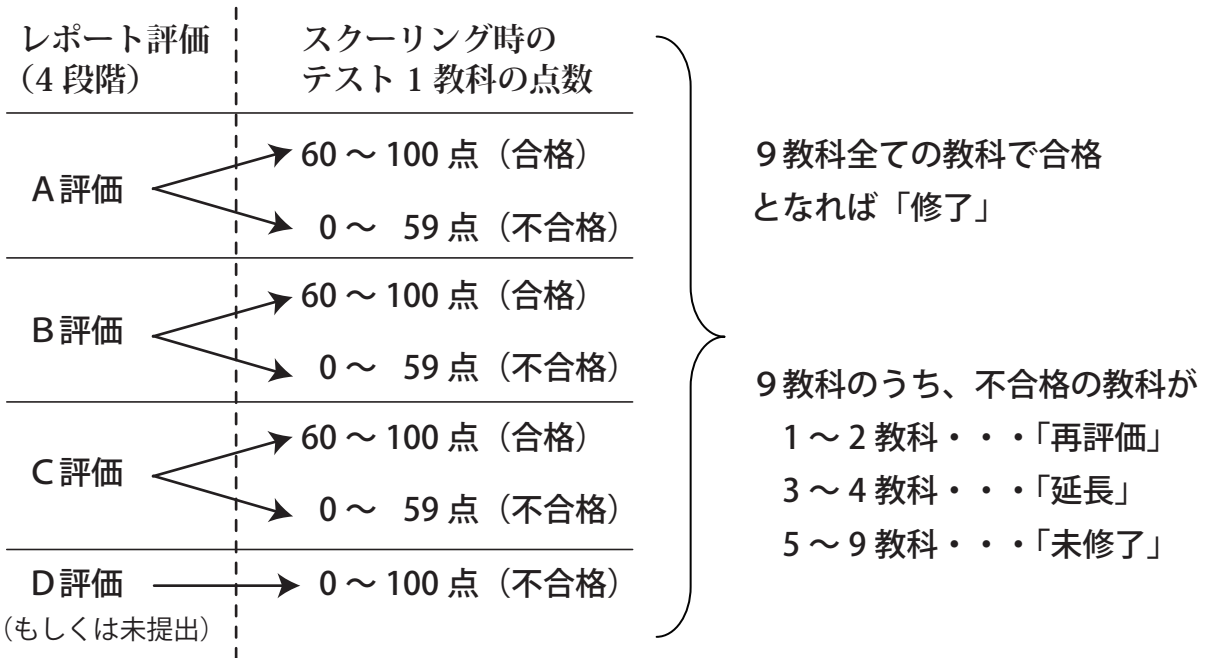 レポート評価
(4 段階)
スクーリング時の
テスト 1 教科の点数
A評価
60 〜 100 点(合格)
0 〜 59 点(不合格)
B評価
60 〜 100 点(合格)
0 〜 59 点(不合格)
C評価
60 〜 100 点(合格)
0 〜 59 点(不合格)
D評価
(もしくは未提出)
0 〜 100 点(不合格)
9教科全ての教科で合格
となれば「修了」
9教科のうち、不合格の教科が
1 〜 2 教科・・・「再評価」
3 〜 4 教科・・・「延長」
5 〜 9 教科・・・「未修了」